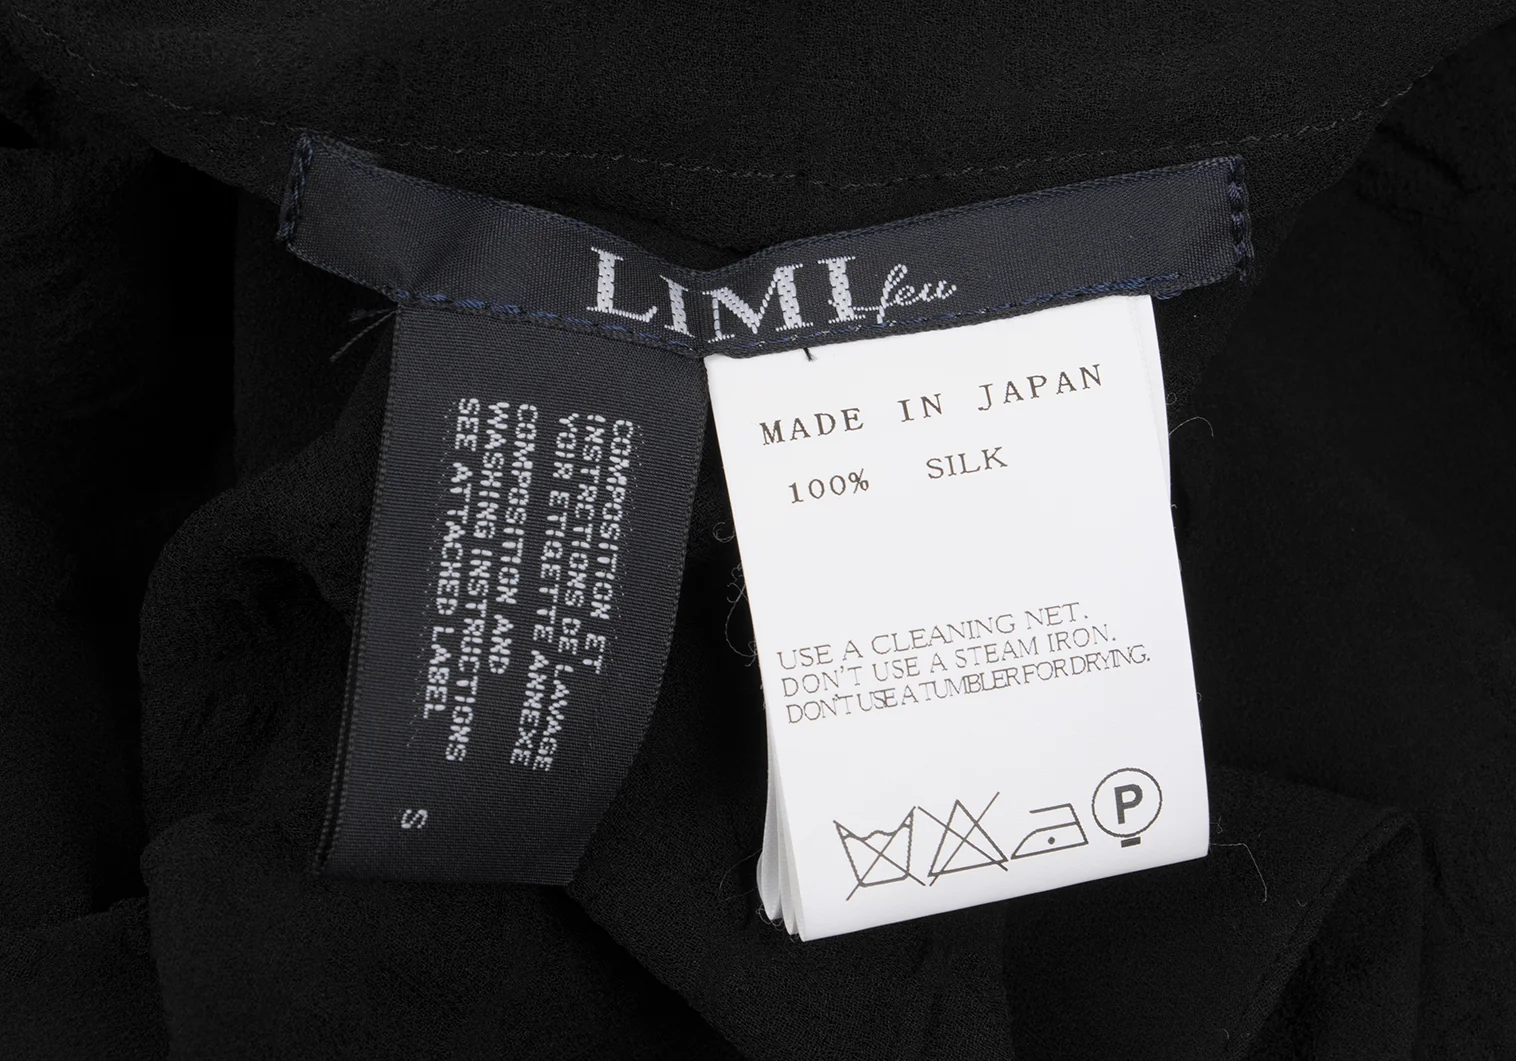 LIMI feu
COMPOSITION ET
INSTRUCTIONS DE LAVAGE
VOIR ETIQETTE ANNEXE
COMPOSITION AND
WASHING INSTRUCTIONS
SEE ATTACHED LABEL
S
MADE IN JAPAN
100% SILK
USE A CLEANING NET.
DON'T USE A STEAM IRON.
DON'T USE A TUMBLER FOR DRYING.
P